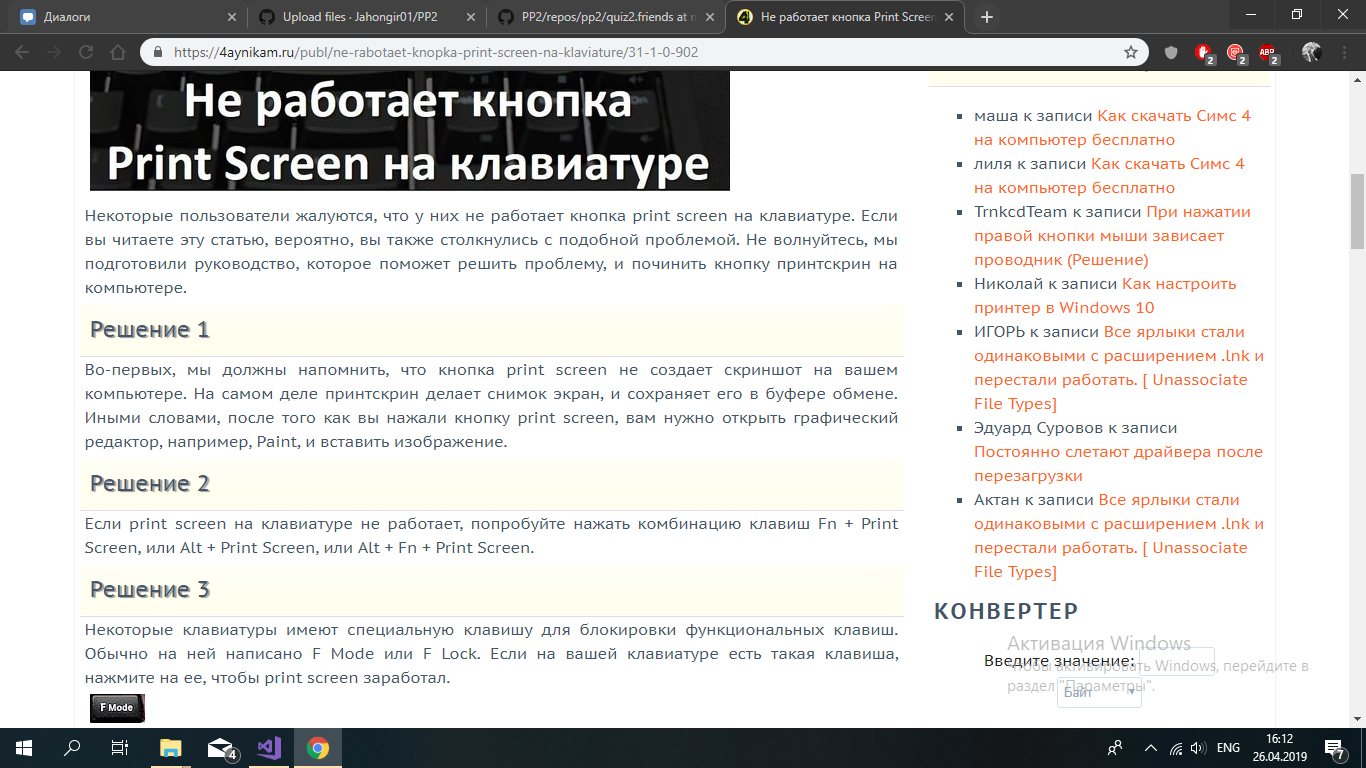 Диалоги
Upload files · Jahongir01/PP2
PP2/repos/pp2/quiz2.friends at m
Не работает кнопка Print Screen
https://4aynikam.ru/publ/ne-rabotaet-knopka-print-screen-na-klaviature/31-1-0-902
2
2
ABP
2
Не работает кнопка
Print Screen на клавиатуре
Некоторые пользователи жалуются, что у них не работает кнопка print screen на клавиатуре. Если
вы читаете эту статью, вероятно, вы также столкнулись с подобной проблемой. Не волнуйтесь, мы
подготовили руководство, которое поможет решить проблему, и починить кнопку принтскрин на
компьютере.
Решение 1
Во-первых, мы должны напомнить, что кнопка print screen не создает скриншот на вашем
компьютере. На самом деле принтскрин делает снимок экран, и сохраняет его в буфере обмене.
Иными словами, после того как вы нажали кнопку print screen, вам нужно открыть графический
редактор, например, Paint, и вставить изображение.
Решение 2
Если print screen на клавиатуре не работает, попробуйте нажать комбинацию клавиш Fn + Print
Screen, или Alt + Print Screen, или Alt + Fn + Print Screen.
Решение 3
Некоторые клавиатуры имеют специальную клавишу для блокировки функциональных клавиш.
Обычно на ней написано F Mode или F Lock. Если на вашей клавиатуре есть такая клавиша,
нажмите на ее, чтобы print screen заработал.
F Mode
маша к записи Как скачать Симс 4
на компьютер бесплатно
лиля к записи Как скачать Симс 4
на компьютер бесплатно
TrnkcdTeam к записи При нажатии
правой кнопки мыши зависает
проводник (Решение)
Николай к записи Как настроить
принтер в Windows 10
ИГОРЬ к записи Все ярлыки стали
одинаковыми с расширением .lnk и
перестали работать. [ Unassociate
File Types]
Эдуард Суровов к записи
Постоянно слетают драйвера после
перезагрузки
Актан к записи Все ярлыки стали
одинаковыми с расширением .lnk и
перестали работать. [ Unassociate
File Types]
КОНВЕРТЕР
Введите значение:
Байт
Активация Windows
Чтобы активировать Windows, перейдите в
раздел "Параметры".
4
ENG
16:12
26.04.2019
7